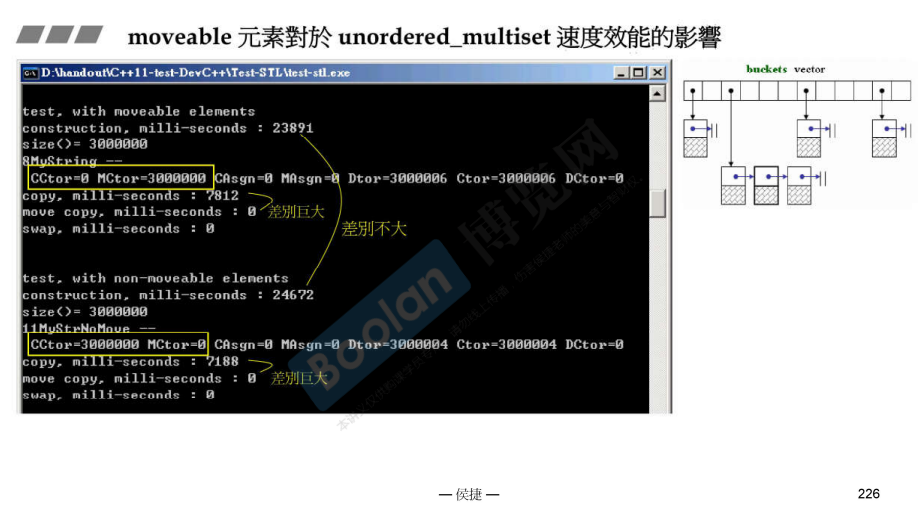 moveable 元素對於 unordered_multiset 速度效能的影響
D:\handout\C++11-test-DevC++\Test-STL\test-stl.exe
buckets vector
test, with moveable elements
construction, milli-seconds : 23891
size()= 3000000
8MyString --
CCtor=0 MCtor=3000000 CAsgn=0 MAsgn=0 Dtor=3000006 Ctor=3000006 DCtor=0
copy, milli-seconds : 7812
move copy, milli-seconds : 0 差別巨大
swap, milli-seconds : 0
差別不大
test, with non-moveable elements
construction, milli-seconds : 24672
size()= 3000000
11MyStrNoMove --
CCtor=3000000 MCtor=0 CAsgn=0 MAsgn=0 Dtor=3000004 Ctor=3000004 DCtor=0
copy, milli-seconds : 7188
move copy, milli-seconds : 0 差別巨大
swap, milli-seconds : 0
Boolan 博览网
— 侯捷 —
226